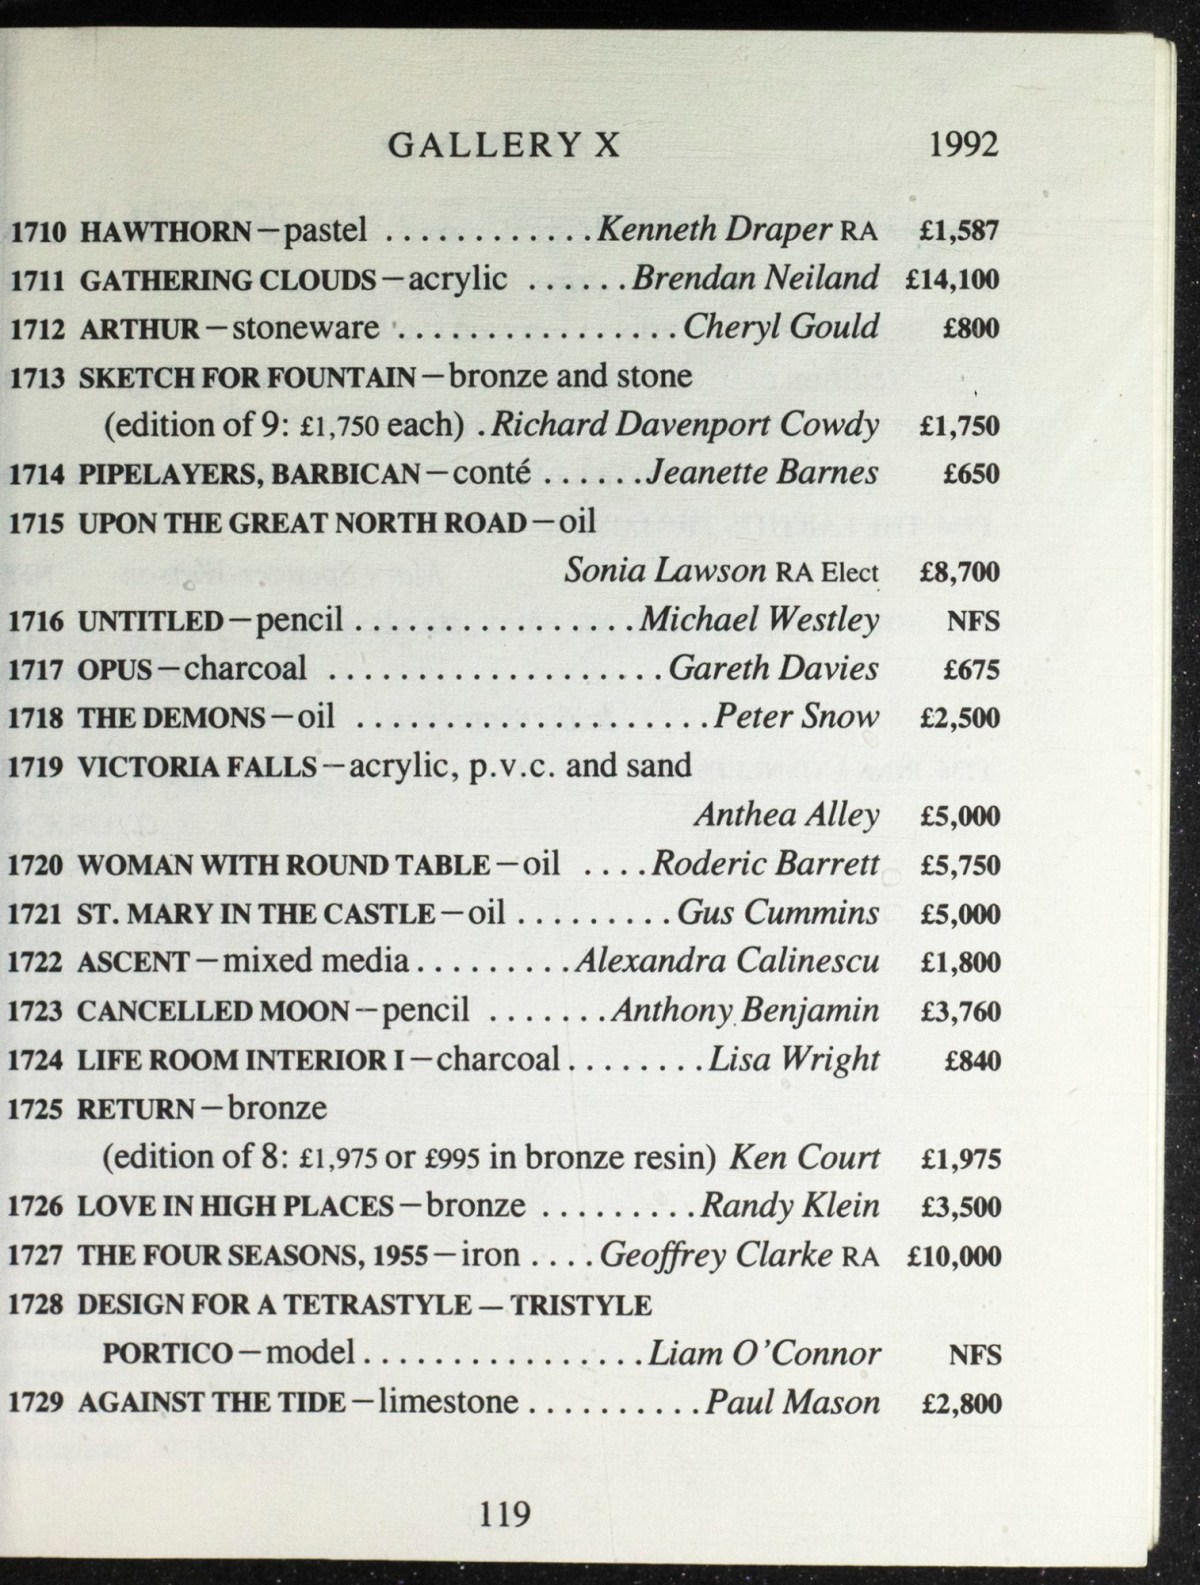 GALLERY X 1992
1710 HAWTHORN—pastel ............Kenneth Draper RA £1,587
1711 GATHERING CLOUDS—acrylic ......Brendan Neiland £14,100
1712 ARTHUR—stoneware ................Cheryl Gould £800
1713 SKETCH FOR FOUNTAIN—bronze and stone
(edition of 9: £1,750 each) .Richard Davenport Cowdy £1,750
1714 PIPELAYERS, BARBICAN—conté ......Jeanette Barnes £650
1715 UPON THE GREAT NORTH ROAD—oil
Sonia Lawson RA Elect £8,700
1716 UNTITLED—pencil ................Michael Westley NFS
1717 OPUS—charcoal ...................Gareth Davies £675
1718 THE DEMONS—oil ....................Peter Snow £2,500
1719 VICTORIA FALLS—acrylic, p.v.c. and sand
Anthea Alley £5,000
1720 WOMAN WITH ROUND TABLE—oil ....Roderic Barrett £5,750
1721 ST. MARY IN THE CASTLE—oil .........Gus Cummins £5,000
1722 ASCENT—mixed media.........Alexandra Calinescu £1,800
1723 CANCELLED MOON—pencil .......Anthony Benjamin £3,760
1724 LIFE ROOM INTERIOR I—charcoal........Lisa Wright £840
1725 RETURN—bronze
(edition of 8: £1,975 or £995 in bronze resin) Ken Court £1,975
1726 LOVE IN HIGH PLACES—bronze .........Randy Klein £3,500
1727 THE FOUR SEASONS, 1955—iron ....Geoffrey Clarke RA £10,000
1728 DESIGN FOR A TETRASTYLE — TRISTYLE
PORTICO—model................Liam O'Connor NFS
1729 AGAINST THE TIDE—limestone ..........Paul Mason £2,800
119